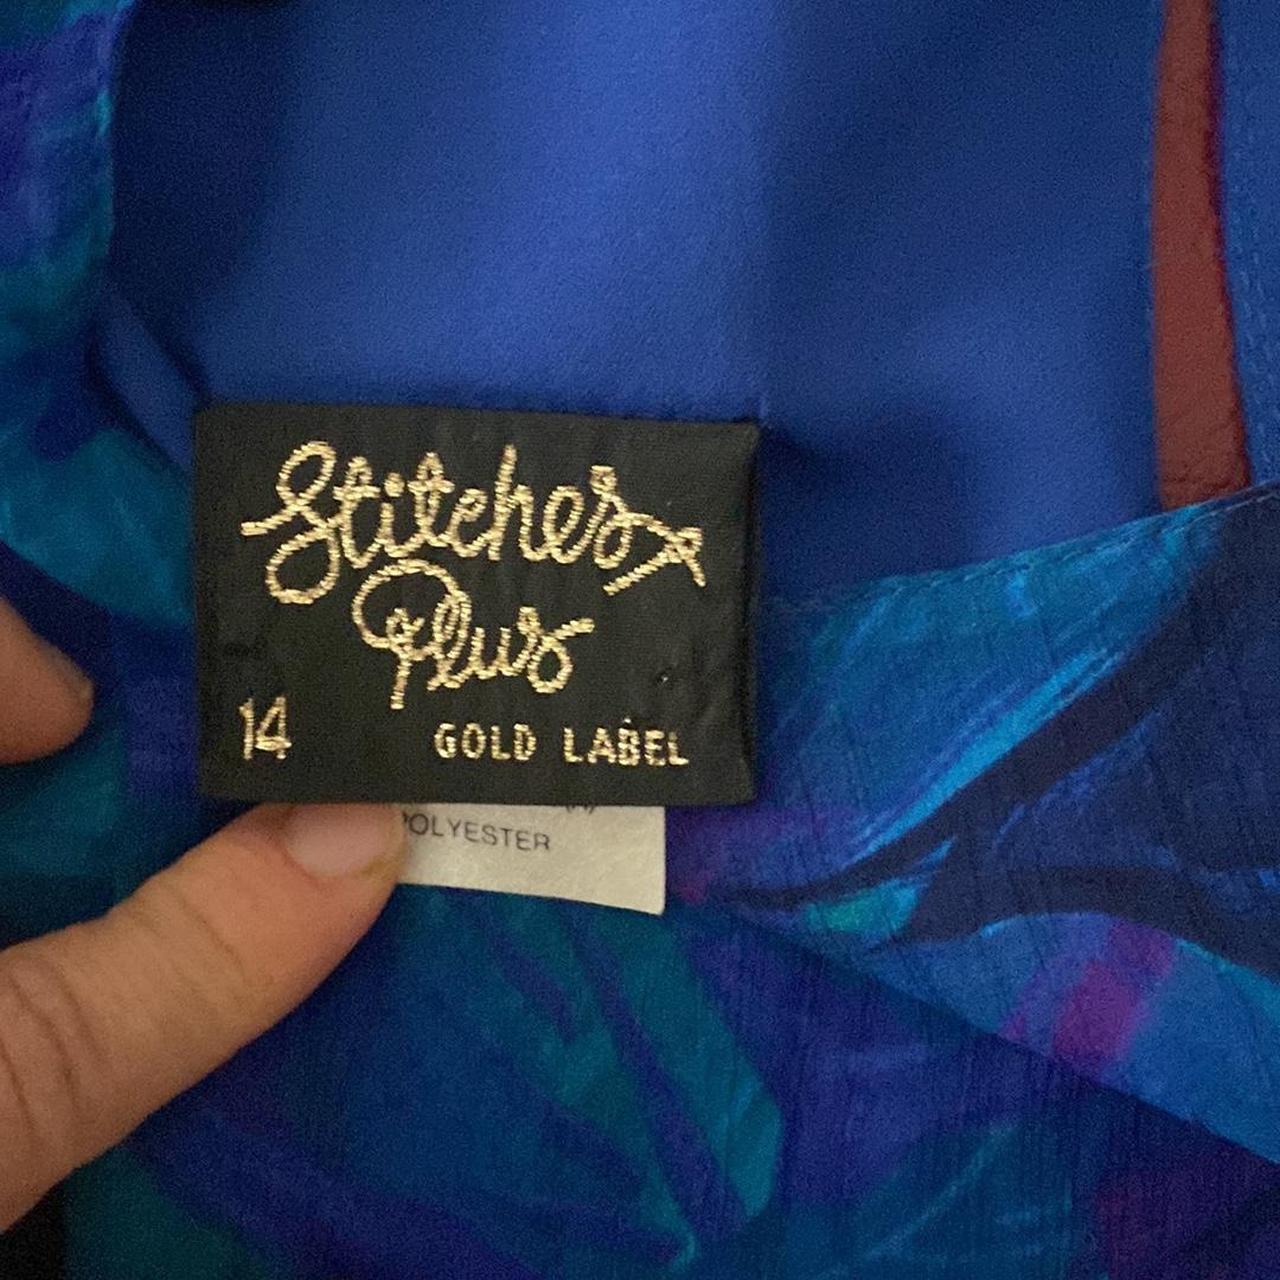 Stitches
Plus
14 GOLD LABEL
POLYESTER